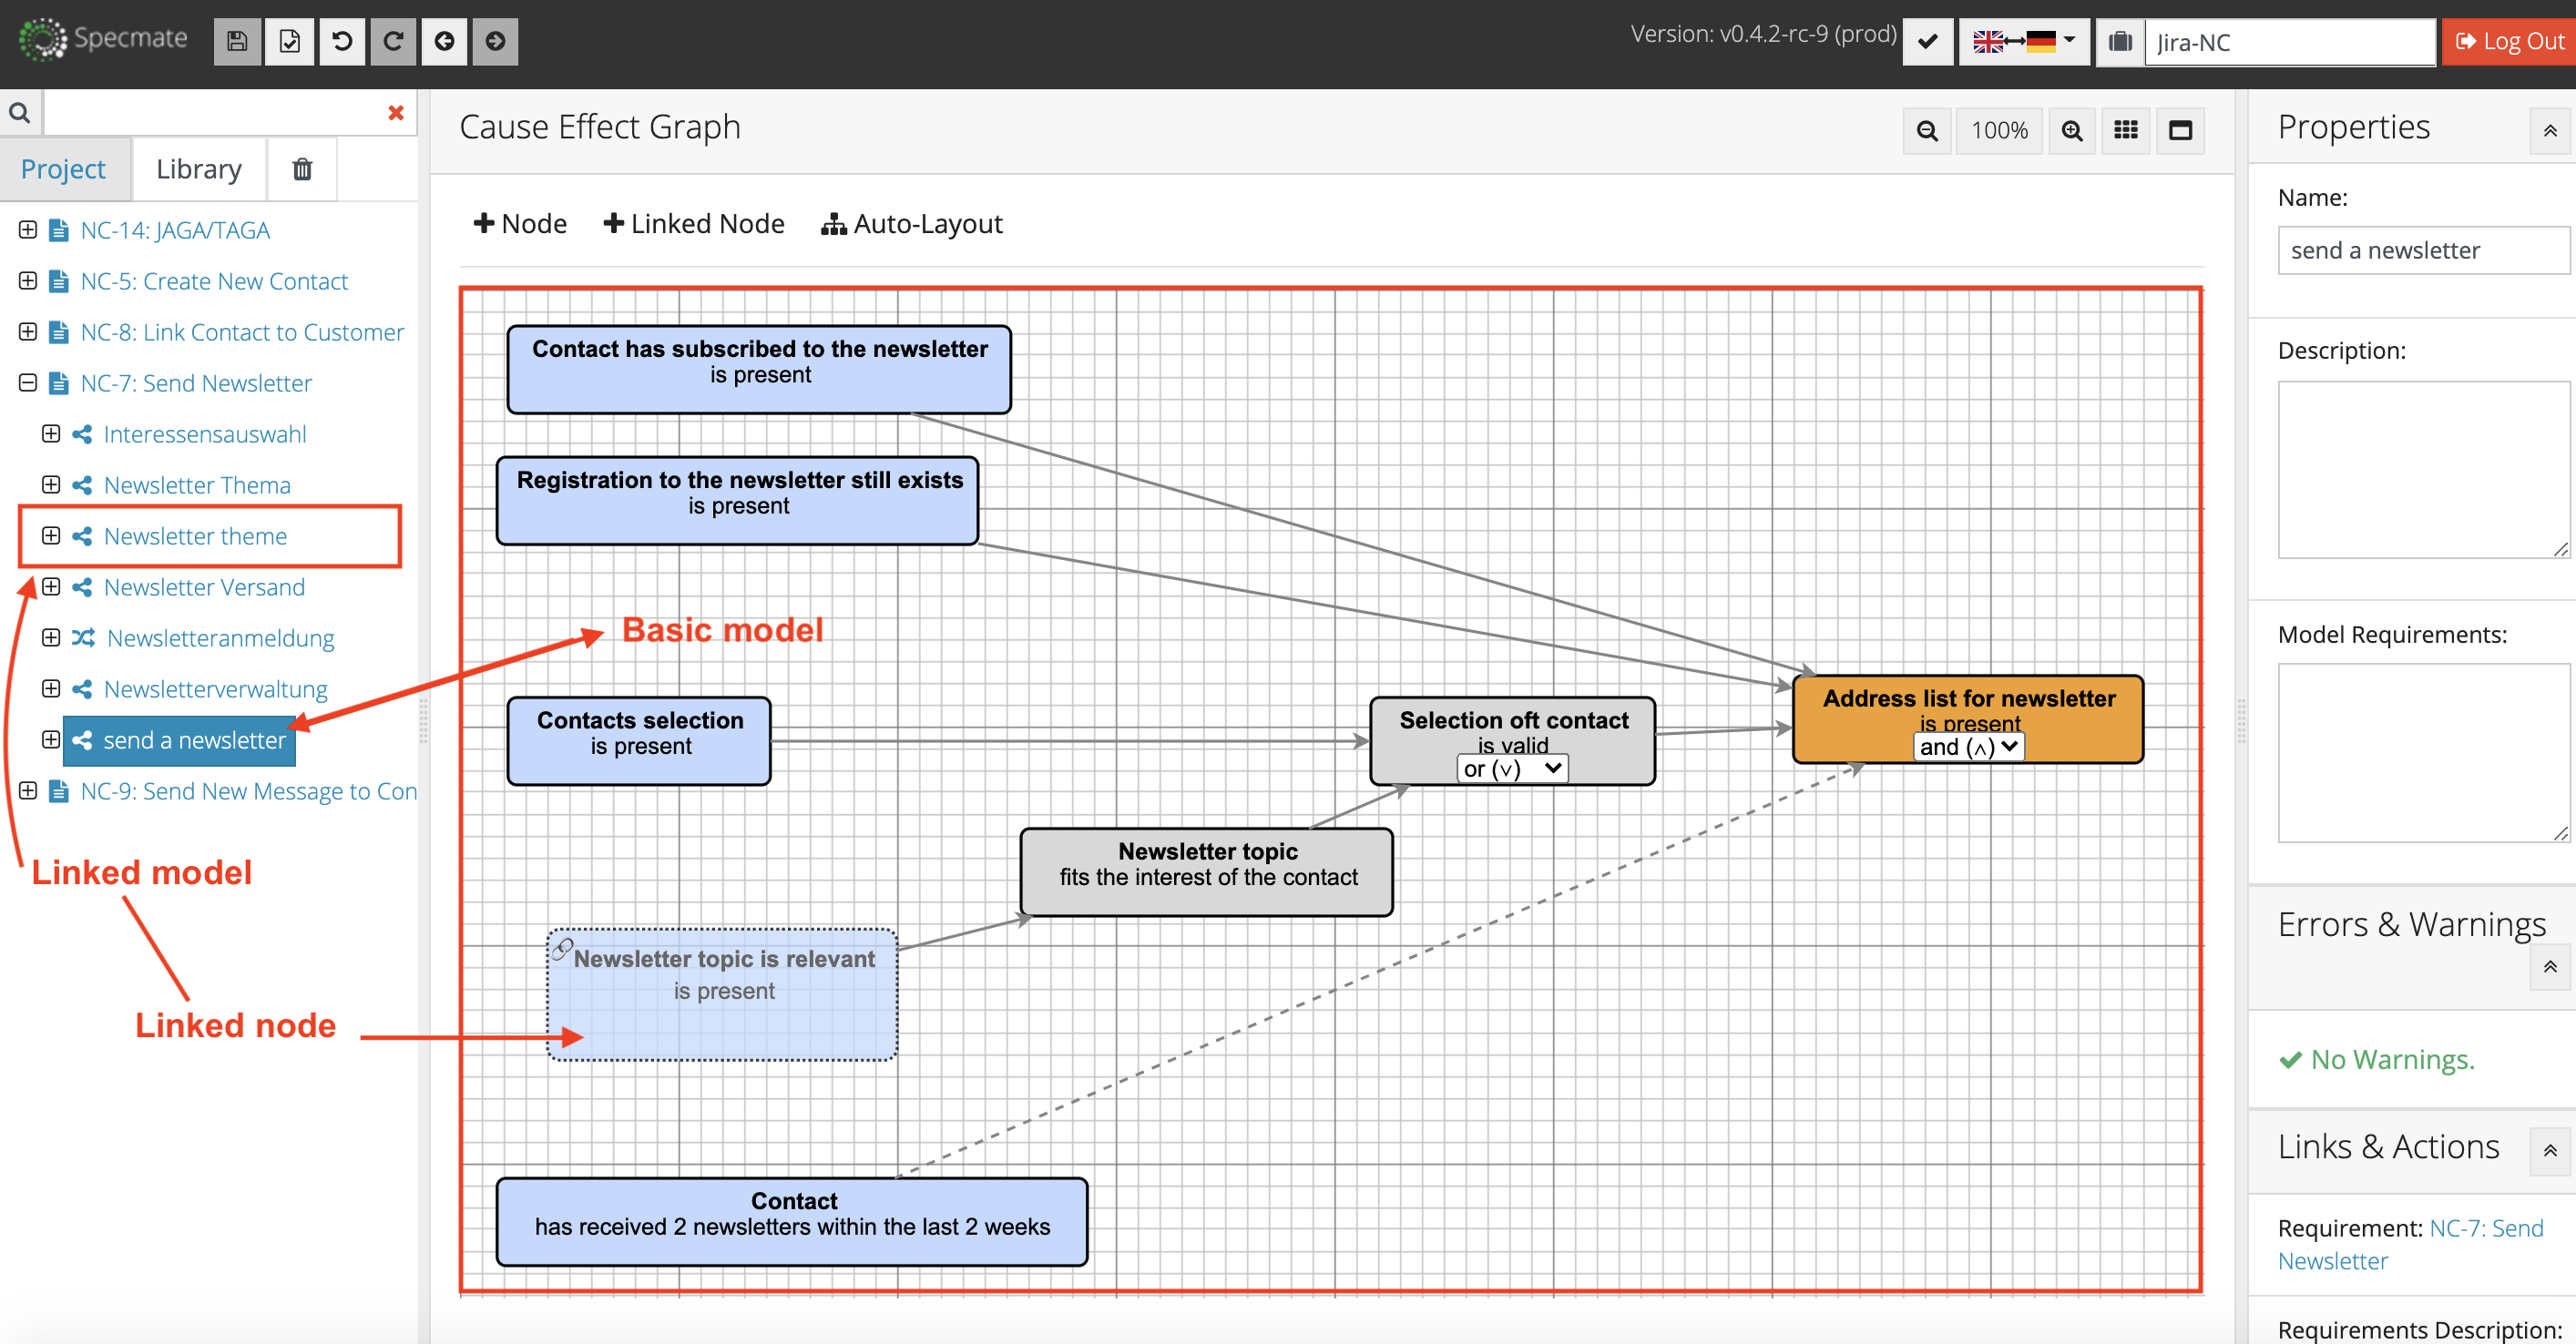 Specmate
Version: v0.4.2-rc-9 (prod)
Jira-NC
Log Out
Project
Library
NC-14: JAGA/TAGA
NC-5: Create New Contact
NC-8: Link Contact to Customer
NC-7: Send Newsletter
Interessensauswahl
Newsletter Thema
Newsletter theme
Newsletter Versand
Newsletteranmeldung
Newsletterverwaltung
send a newsletter
NC-9: Send New Message to Con
Linked model
Linked node
Cause Effect Graph
100%
Node
Linked Node
Auto-Layout
Contact has subscribed to the newsletter
is present
Registration to the newsletter still exists
is present
Basic model
Contacts selection
is present
Selection oft contact
is valid
or (∨)
Address list for newsletter
is present
and (∧)
Newsletter topic
fits the interest of the contact
Newsletter topic is relevant
is present
Contact
has received 2 newsletters within the last 2 weeks
Properties
Name:
send a newsletter
Description:
Model Requirements:
Errors & Warnings
No Warnings.
Links & Actions
Requirement: NC-7: Send
Newsletter
Requirements Description: